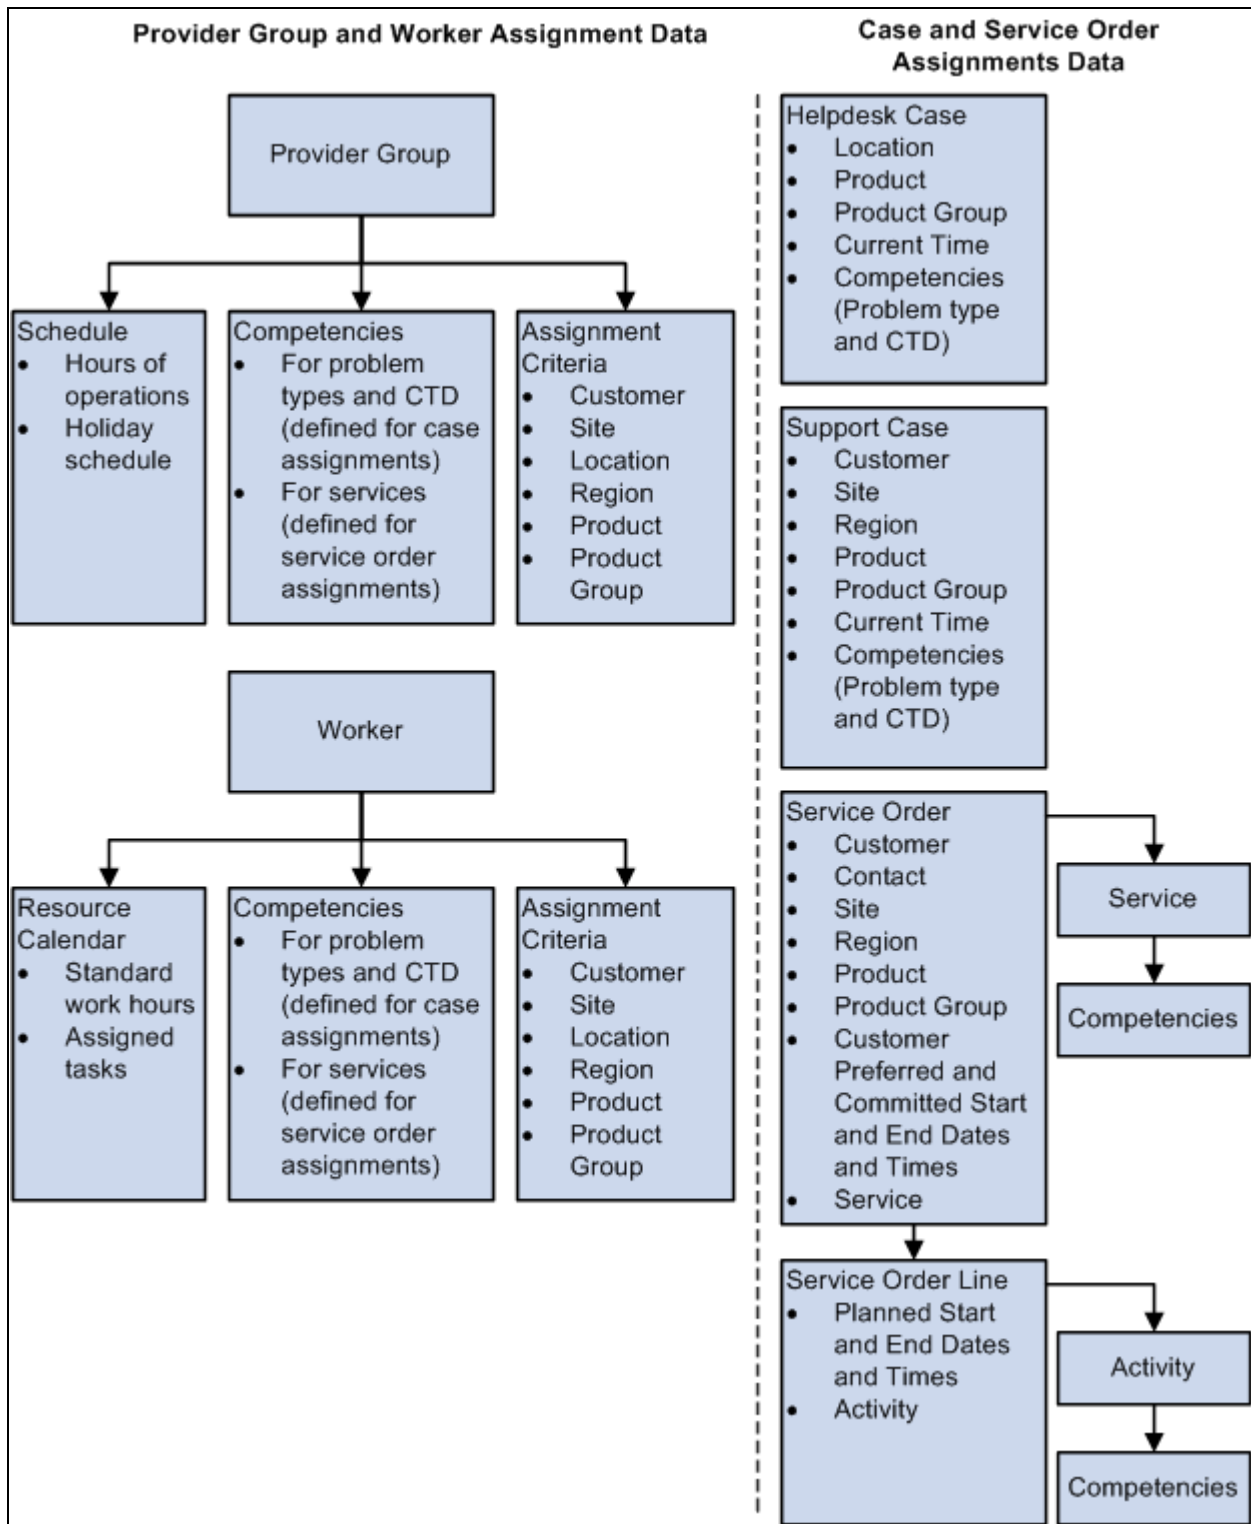 Provider Group and Worker Assignment Data
Case and Service Order
Assignments Data
Provider Group
Schedule
• Hours of
operations
• Holiday
schedule
Competencies
• For problem
types and CTD
(defined for case
assignments)
• For services
(defined for
service order
assignments)
Assignment
Criteria
• Customer
• Site
• Location
• Region
• Product
• Product
Group
Worker
Resource
Calendar
• Standard
work hours
• Assigned
tasks
Competencies
• For problem
types and CTD
(defined for case
assignments)
• For services
(defined for
service order
assignments)
Assignment
Criteria
• Customer
• Site
• Location
• Region
• Product
• Product
Group
Helpdesk Case
• Location
• Product
• Product Group
• Current Time
• Competencies
(Problem type
and CTD)
Support Case
• Customer
• Site
• Region
• Product
• Product Group
• Current Time
• Competencies
(Problem type
and CTD)
Service Order
• Customer
• Contact
• Site
• Region
• Product
• Product Group
• Customer
Preferred and
Committed Start
and End Dates
and Times
• Service
Service
Competencies
Service Order Line
• Planned Start
and End Dates
and Times
• Activity
Activity
Competencies